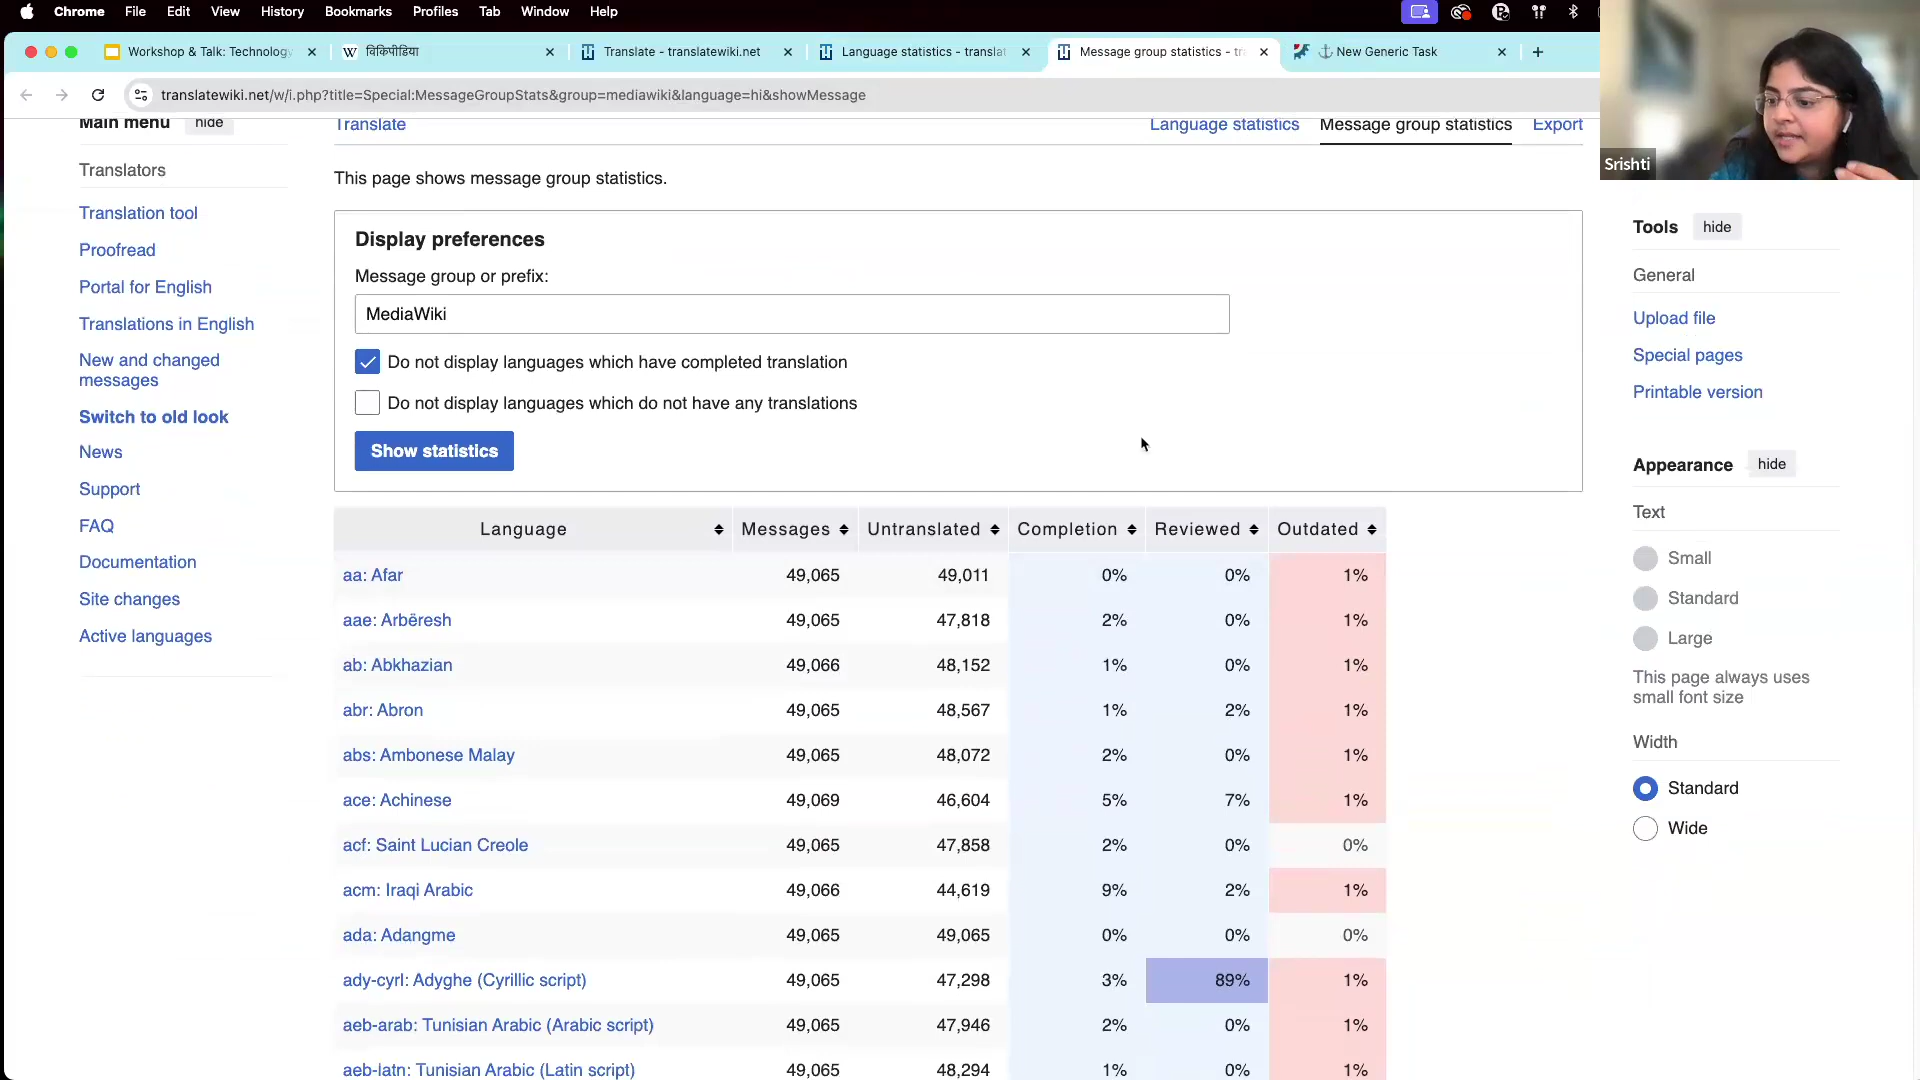 Chrome File Edit View History Bookmarks Profiles Tab Window Help
Workshop & Talk: Technology
विकिपीडिया
Translate - translatewiki.net
Language statistics - translat
Message group statistics - tr
New Generic Task
translatewiki.net/w/i.php?title=Special:MessageGroupStats&group=mediawiki&language=hi&showMessage
Srishti
Main menu hide
Translators
Translation tool
Proofread
Portal for English
Translations in English
New and changed
messages
Switch to old look
News
Support
FAQ
Documentation
Site changes
Active languages
Translate Language statistics Message group statistics Export
This page shows message group statistics.
Display preferences
Message group or prefix:
MediaWiki
Do not display languages which have completed translation
Do not display languages which do not have any translations
Show statistics
Language Messages Untranslated Completion Reviewed Outdated
aa: Afar 49,065 49,011 0% 0% 1%
aae: Arbëresh 49,065 47,818 2% 0% 1%
ab: Abkhazian 49,066 48,152 1% 0% 1%
abr: Abron 49,065 48,567 1% 2% 1%
abs: Ambonese Malay 49,065 48,072 2% 0% 1%
ace: Achinese 49,069 46,604 5% 7% 1%
acf: Saint Lucian Creole 49,065 47,858 2% 0% 0%
acm: Iraqi Arabic 49,066 44,619 9% 2% 1%
ada: Adangme 49,065 49,065 0% 0% 0%
ady-cyrl: Adyghe (Cyrillic script) 49,065 47,298 3% 89% 1%
aeb-arab: Tunisian Arabic (Arabic script) 49,065 47,946 2% 0% 1%
aeb-latn: Tunisian Arabic (Latin script) 49,065 48,294 1% 0% 1%
Tools hide
General
Upload file
Special pages
Printable version
Appearance hide
Text
Small
Standard
Large
This page always uses
small font size
Width
Standard
Wide